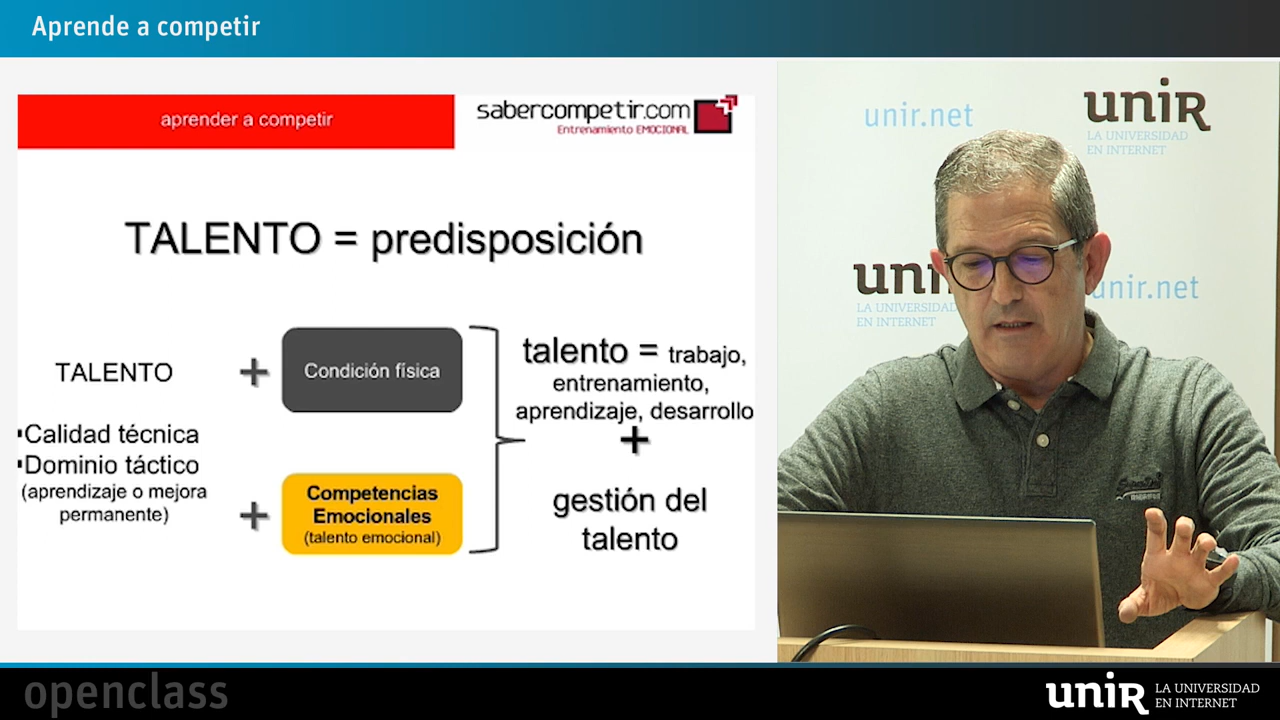 Aprende a competir
aprender a competir
sabercompetir.com
Entrenamiento EMOCIONAL
TALENTO = predisposición
TALENTO
+
Condición física
▪Calidad técnica
▪Dominio táctico
(aprendizaje o mejora
permanente)
+
Competencias
Emocionales
(talento emocional)
talento = trabajo,
entrenamiento,
aprendizaje, desarrollo
+
gestión del
talento
unir.net
unir
LA UNIVERSIDAD
EN INTERNET
LA UNIVERSIDAD
EN INTERNET
unir.net
openclass
unir
LA UNIVERSIDAD
EN INTERNET